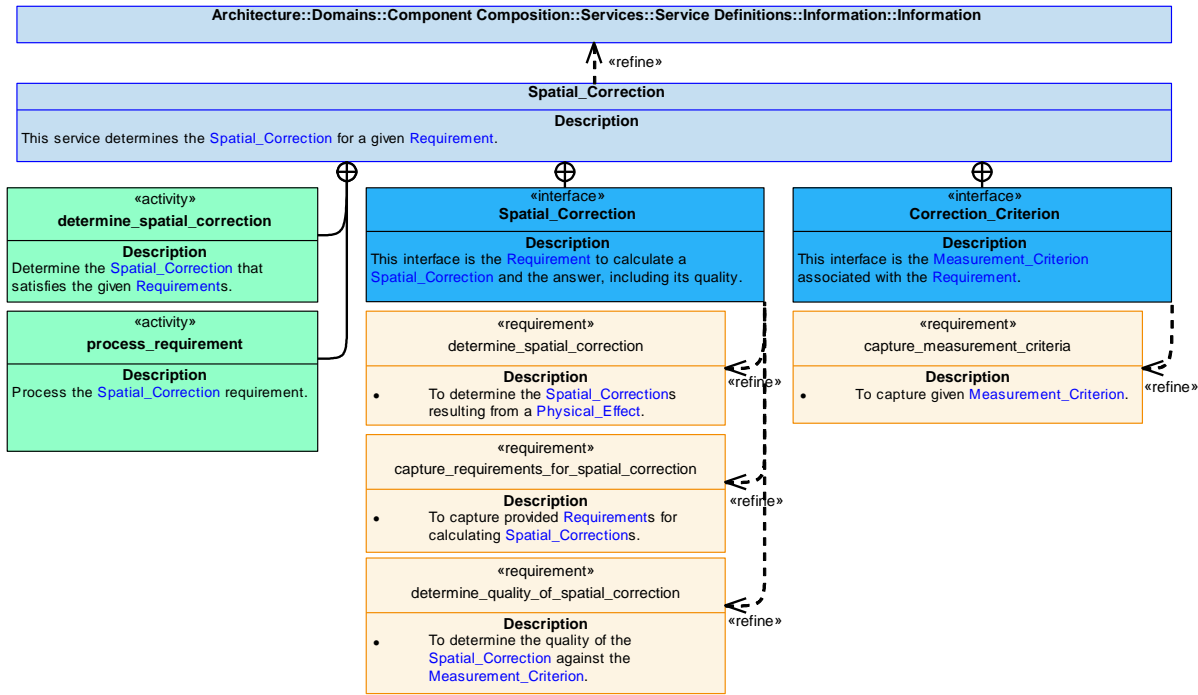 Architecture::Domains::Component Composition::Services::Service Definitions::Information::Information
«refine»
Spatial_Correction
Description
This service determines the Spatial_Correction for a given Requirement.
«activity»
determine_spatial_correction
Description
Determine the Spatial_Correction that
satisfies the given Requirements.
«activity»
process_requirement
Description
Process the Spatial_Correction requirement.
«interface»
Spatial_Correction
Description
This interface is the Requirement to calculate a
Spatial_Correction and the answer, including its quality.
«requirement»
determine_spatial_correction
Description
• To determine the Spatial_Corrections
resulting from a Physical_Effect.
«refine»
«requirement»
capture_requirements_for_spatial_correction
Description
• To capture provided Requirements for
calculating Spatial_Corrections.
«refine»
«requirement»
determine_quality_of_spatial_correction
Description
• To determine the quality of the
Spatial_Correction against the
Measurement_Criterion.
«refine»
«interface»
Correction_Criterion
Description
This interface is the Measurement_Criterion
associated with the Requirement.
«requirement»
capture_measurement_criteria
Description
• To capture given Measurement_Criterion.
«refine»